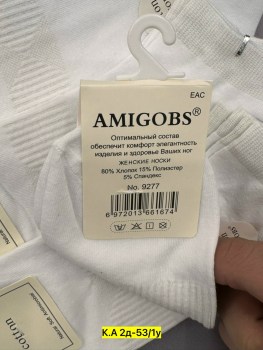 EAC
AMIGOBS®
Оптимальный состав
обеспечит комфорт элегантность
изделия и здоровье Ваших ног
ЖЕНСКИЕ НОСКИ
80% Хлопок 15% Полиэстер
5% Спандекс
No. 9277
6 972013 661674
cotton
К.А 2д-53/1у